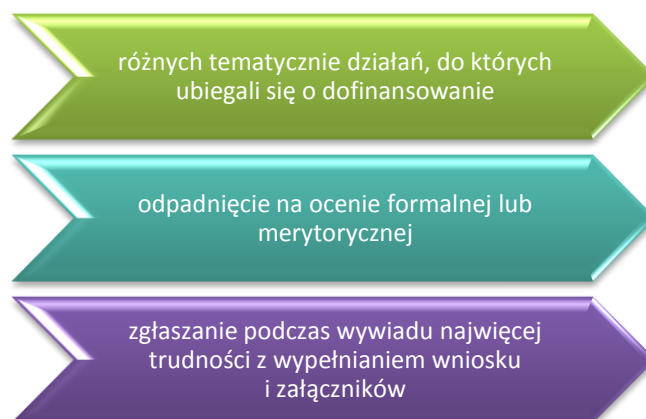 różnych tematycznie działań, do których
ubiegali się o dofinansowanie
odpadnięcie na ocenie formalnej lub
merytorycznej
zgłaszanie podczas wywiadu najwięcej
trudności z wypełnianiem wniosku
i załączników